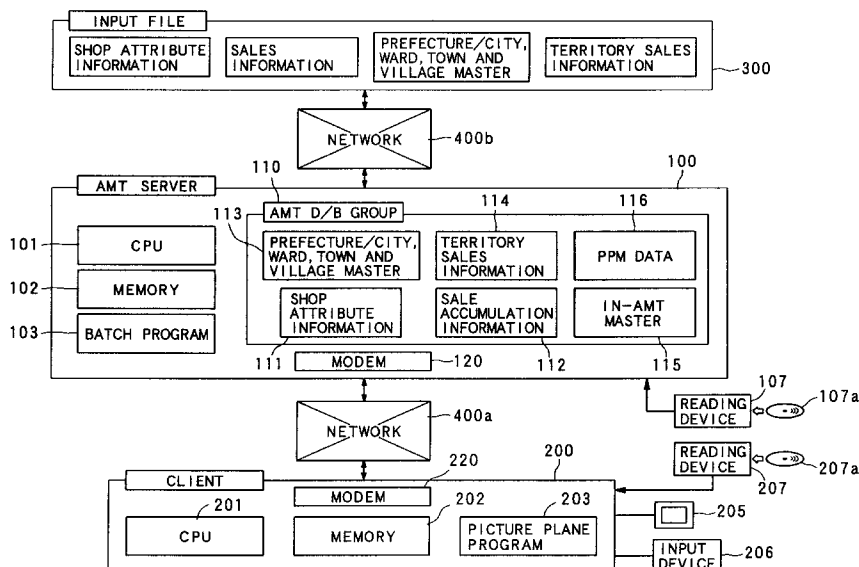 INPUT FILE
SHOP ATTRIBUTE
INFORMATION
SALES
INFORMATION
PREFECTURE/CITY,
WARD, TOWN AND
VILLAGE MASTER
TERRITORY SALES
INFORMATION
300
NETWORK
400b
100
AMT SERVER
110
AMT D/B GROUP
113
114
116
101
CPU
PREFECTURE/CITY,
WARD, TOWN AND
VILLAGE MASTER
TERRITORY
SALES
INFORMATION
PPM DATA
102
MEMORY
SHOP
ATTRIBUTE
INFORMATION
SALE
ACCUMULATION
INFORMATION
IN-AMT
MASTER
103
BATCH PROGRAM
111
MODEM
120
112
115
107
READING
DEVICE
107a
400a
NETWORK
READING
DEVICE
207a
207
220
200
CLIENT
MODEM
201
202
203
CPU
MEMORY
PICTURE PLANE
PROGRAM
205
INPUT
DEVICE
206